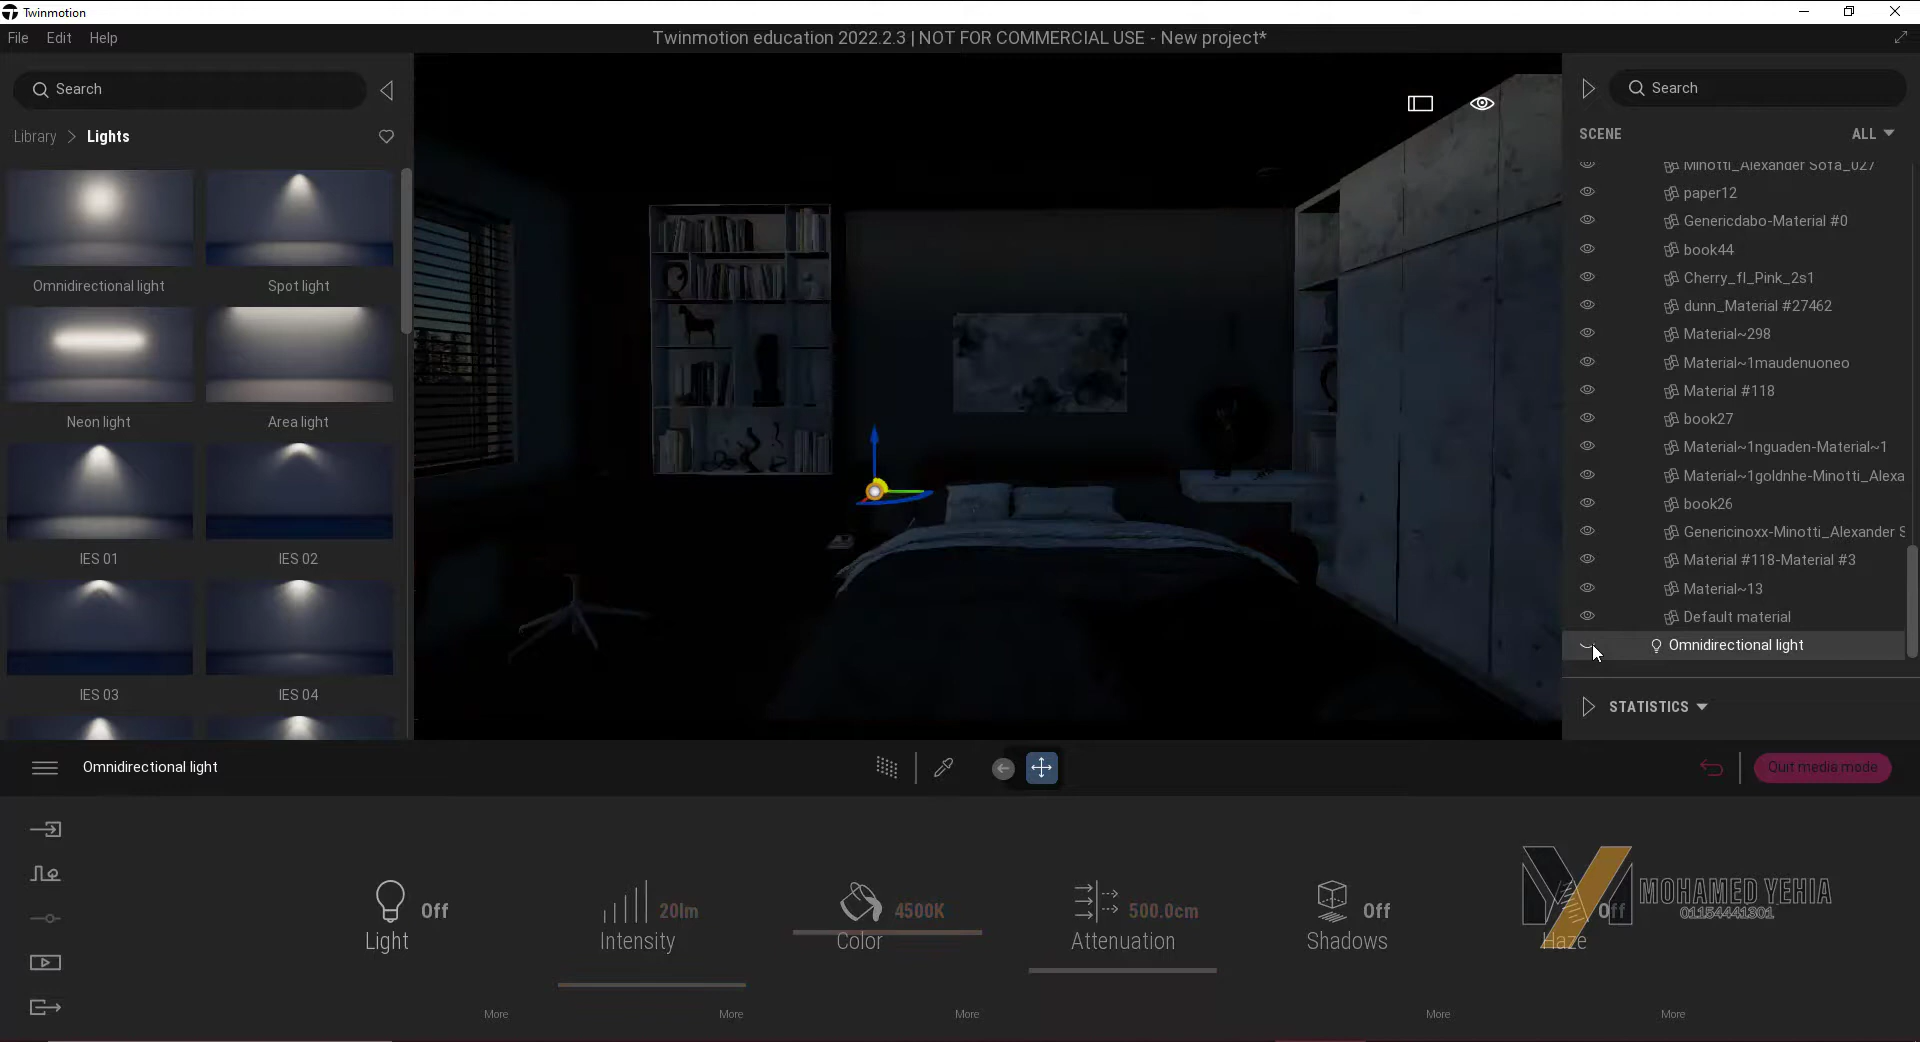 Twinmotion
File Edit Help
Twinmotion education 2022.2.3 | NOT FOR COMMERCIAL USE - New project*
Search
Library > Lights
Omnidirectional light
Spot light
Neon light
Area light
IES 01
IES 02
IES 03
IES 04
Search
SCENE
ALL
Minotti_Alexander Sofa_027
paper12
Genericdabo-Material #0
book44
Cherry_fl_Pink_2s1
dunn_Material #27462
Material~298
Material~1maudenuoneo
Material #118
book27
Material~1nguaden-Material~1
Material~1goldnhe-Minotti_Alexa
book26
Genericinoxx-Minotti_Alexander S
Material #118-Material #3
Material~13
Default material
Omnidirectional light
STATISTICS
Omnidirectional light
Quit media mode
Off
Light
More
20lm
Intensity
More
4500K
Color
More
500.0cm
Attenuation
Off
Shadows
More
Off
Haze
More
MOHAMED YEHIA
01154441301